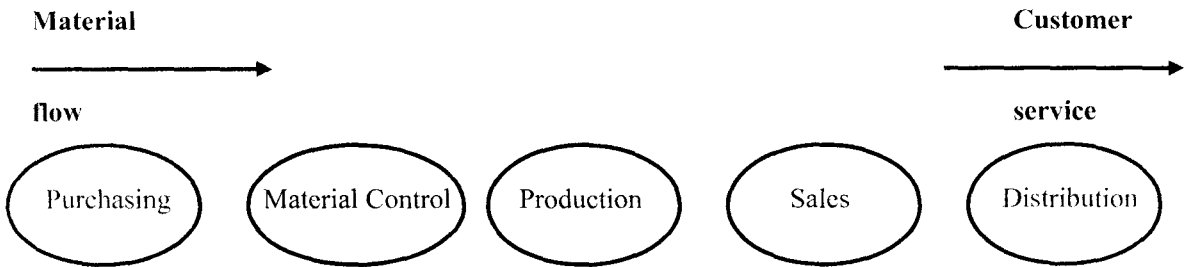 Material
Customer
flow
service
Purchasing
Material Control
Production
Sales
Distribution